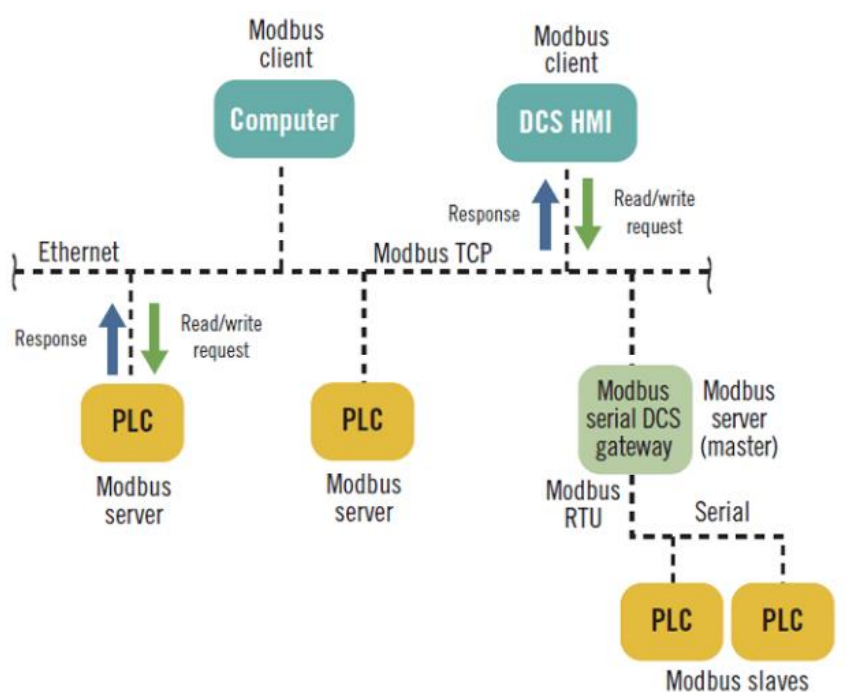 Modbus
client
Modbus
client
Computer
DCS HMI
Response
Read/write
request
Ethernet
Modbus TCP
Response
Read/write
request
PLC
Modbus
server
PLC
Modbus
server
Modbus
serial DCS
gateway
Modbus
server
(master)
Modbus
RTU
Serial
PLC
PLC
Modbus slaves